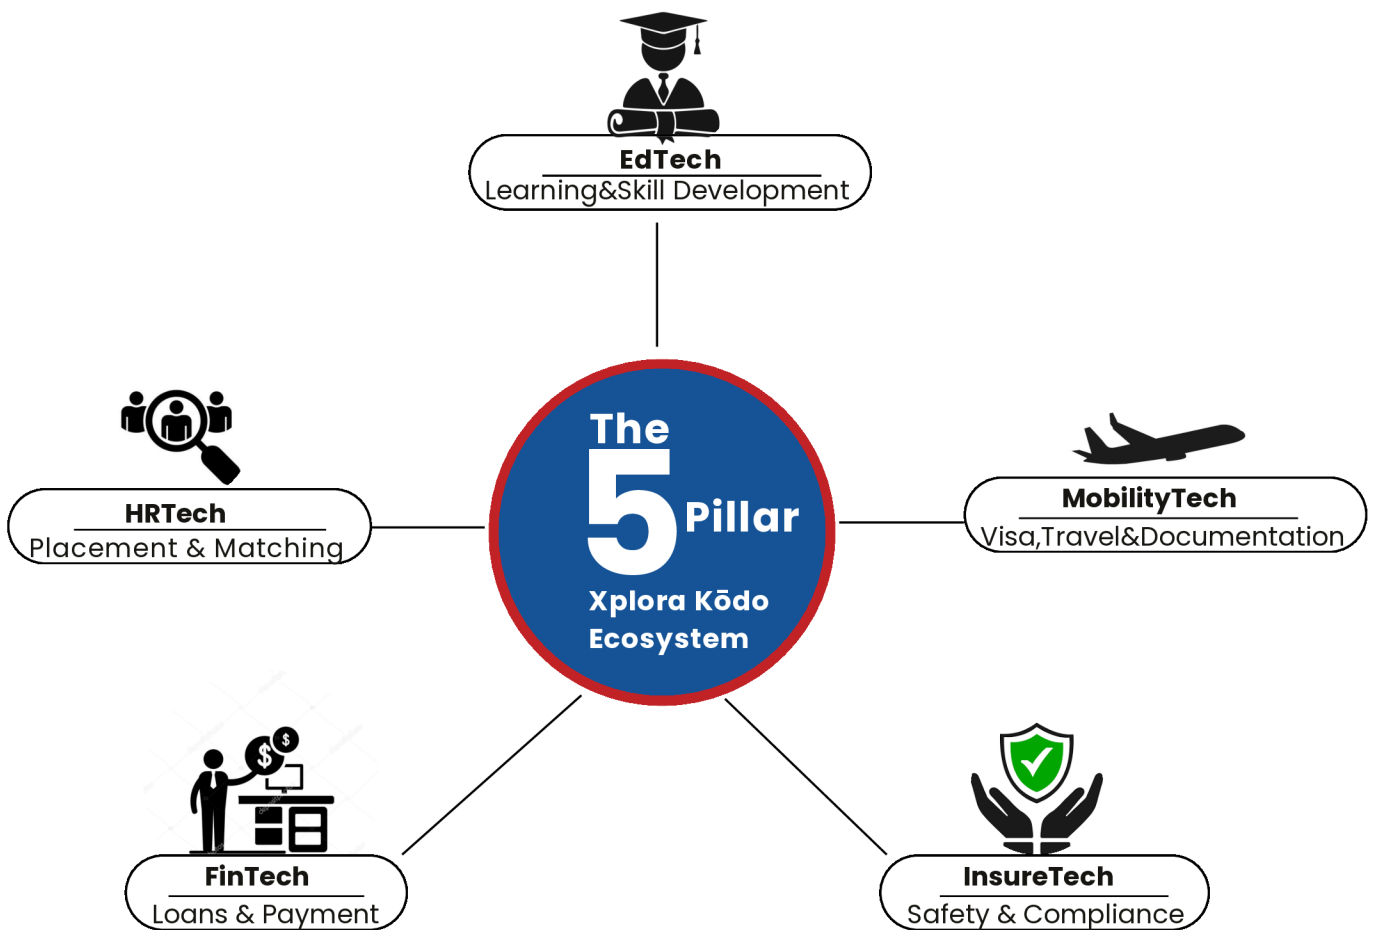 EdTech
Learning&Skill Development
The
5 Pillar
Xplora Kōdo
Ecosystem
HRTech
Placement & Matching
MobilityTech
Visa,Travel&Documentation
$ $
FinTech
Loans & Payment
InsureTech
Safety & Compliance